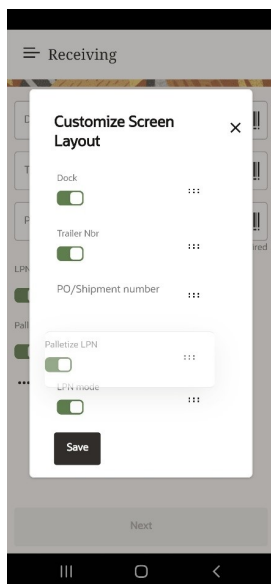 Receiving
Customize Screen
Layout
Dock
Trailer Nbr
PO/Shipment number
Palletize LPN
LPN mode
Save
Next